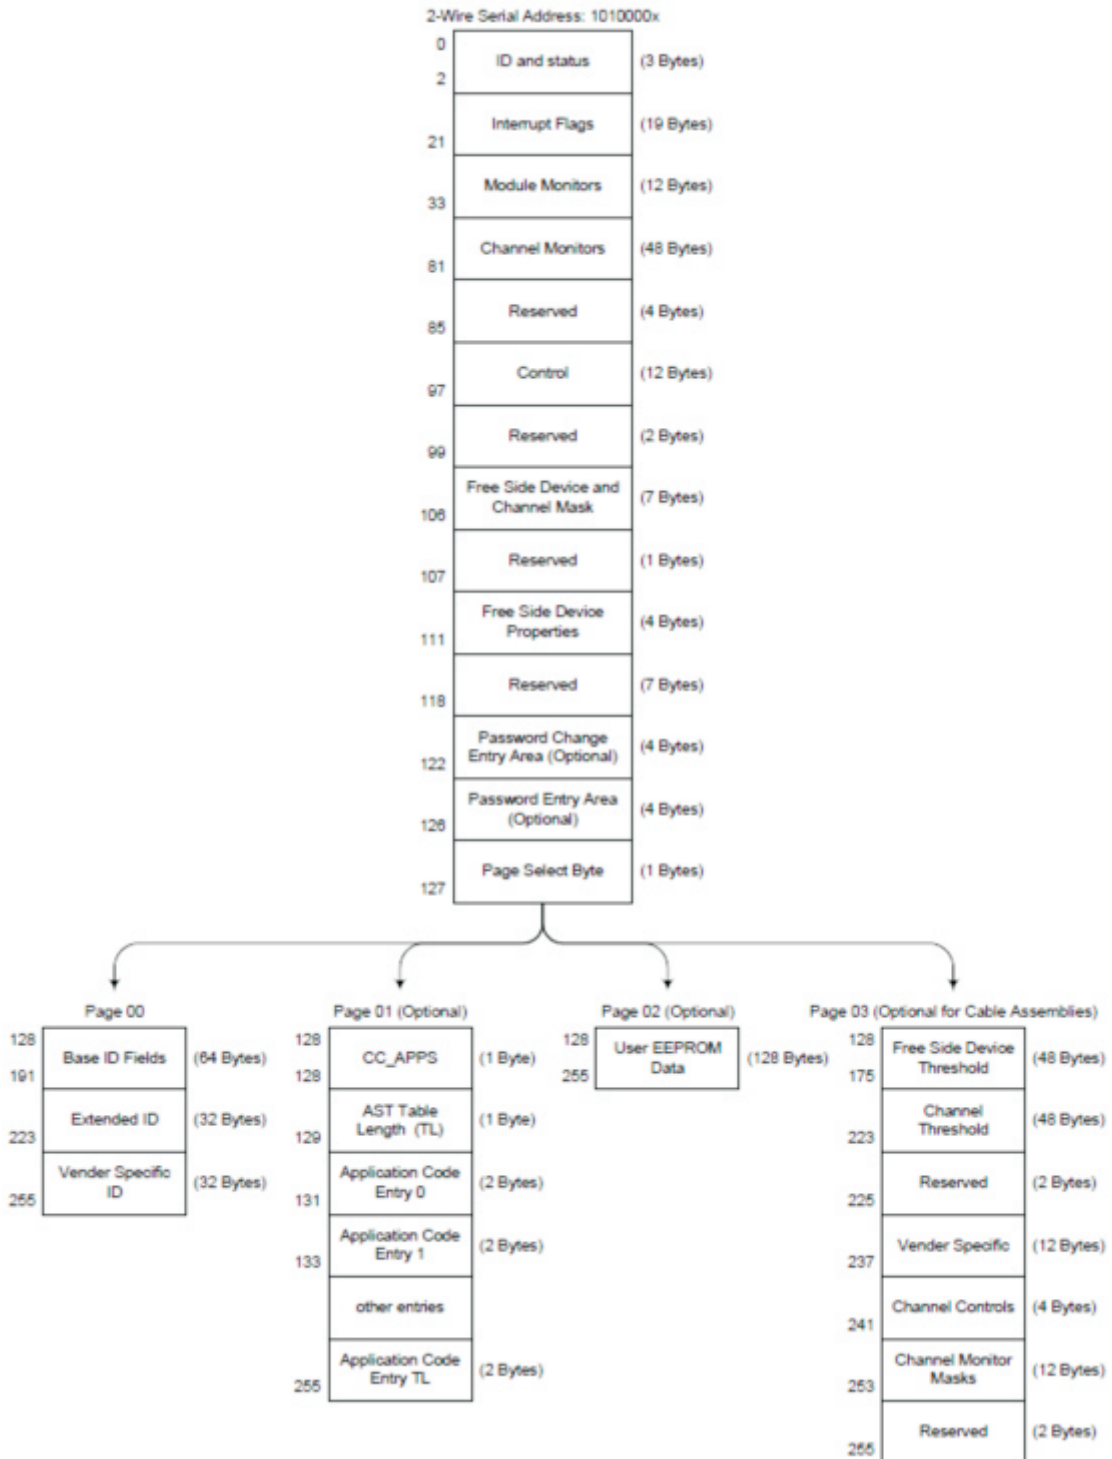 2-Wire Serial Address: 1010000x
0
2
ID and status
(3 Bytes)
Interrupt Flags
(19 Bytes)
21
Module Monitors
(12 Bytes)
33
Channel Monitors
(48 Bytes)
81
Reserved
(4 Bytes)
85
Control
(12 Bytes)
97
Reserved
(2 Bytes)
99
Free Side Device and
Channel Mask
(7 Bytes)
106
Reserved
(1 Bytes)
107
Free Side Device
Properties
(4 Bytes)
111
Reserved
(7 Bytes)
118
Password Change
Entry Area (Optional)
(4 Bytes)
122
Password Entry Area
(Optional)
(4 Bytes)
126
Page Select Byte
(1 Bytes)
127
Page 00
128
Base ID Fields
(64 Bytes)
191
Extended ID
(32 Bytes)
223
Vender Specific
ID
(32 Bytes)
255
Page 01 (Optional)
128
CC_APPS
(1 Byte)
128
AST Table
Length (TL)
(1 Byte)
129
Application Code
Entry 0
(2 Bytes)
131
Application Code
Entry 1
(2 Bytes)
133
other entries
Application Code
Entry TL
(2 Bytes)
255
Page 02 (Optional)
128
User EEPROM
Data
(128 Bytes)
255
Page 03 (Optional for Cable Assemblies)
128
Free Side Device
Threshold
(48 Bytes)
175
Channel
Threshold
(48 Bytes)
223
Reserved
(2 Bytes)
225
Vender Specific
(12 Bytes)
237
Channel Controls
(4 Bytes)
241
Channel Monitor
Masks
(12 Bytes)
253
Reserved
(2 Bytes)
255